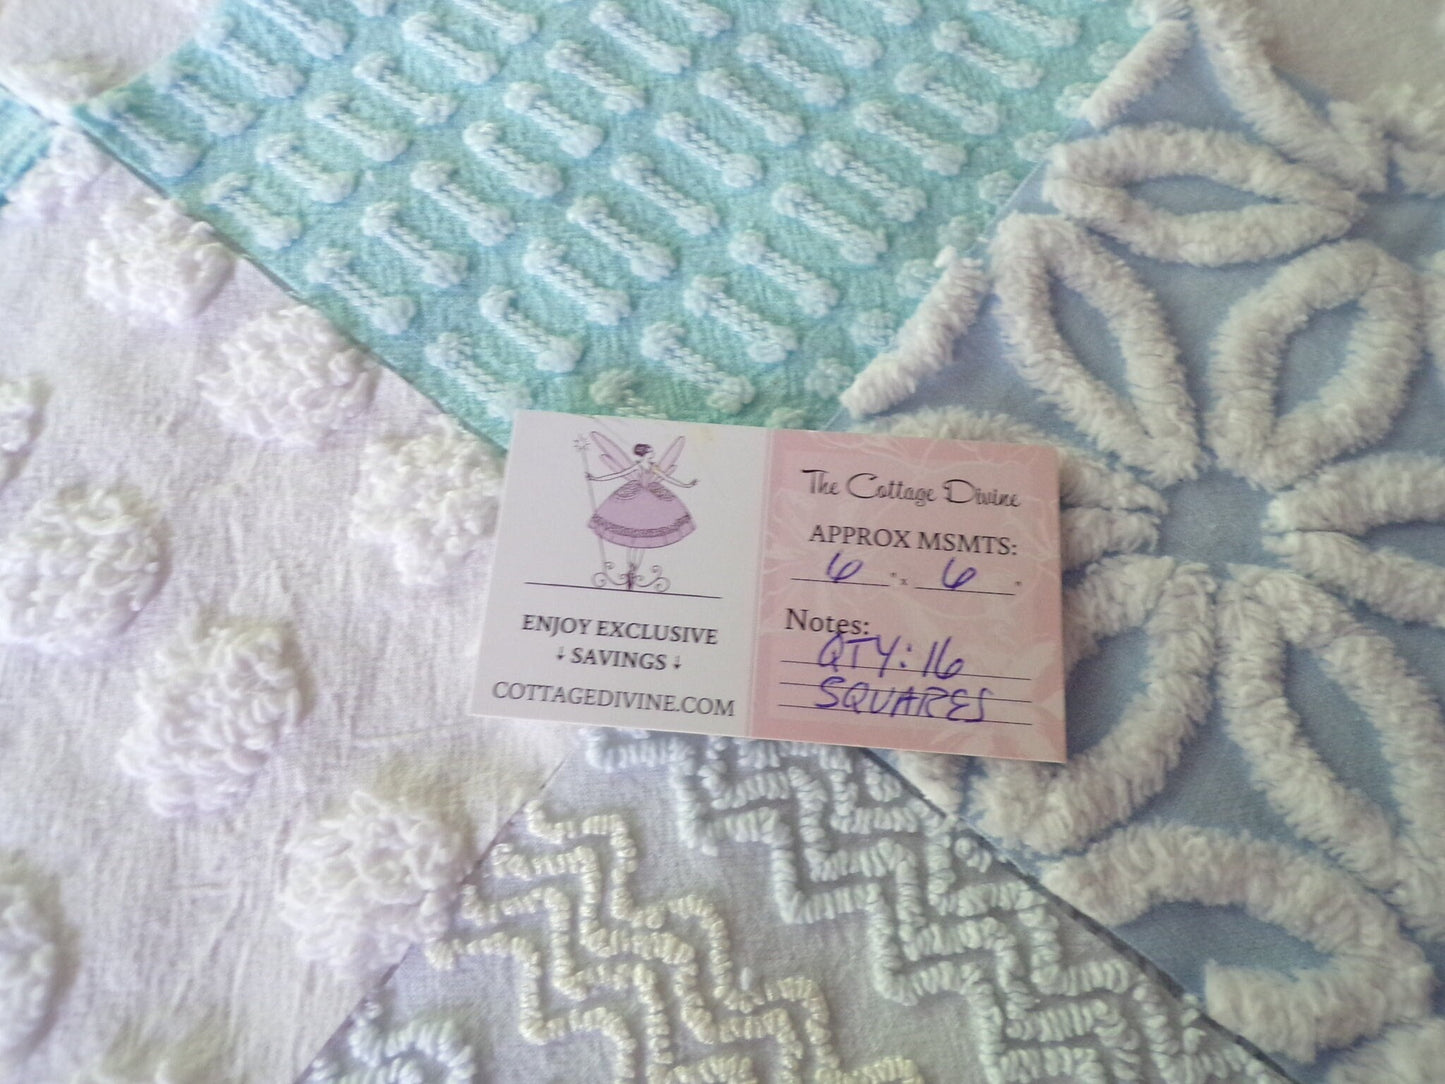 The Cottage Divine
APPROX MSMTS:
6 " x 6 "
Notes:
QTY: 16
SQUARES
ENJOY EXCLUSIVE
↓ SAVINGS ↓
COTTAGEDIVINE.COM